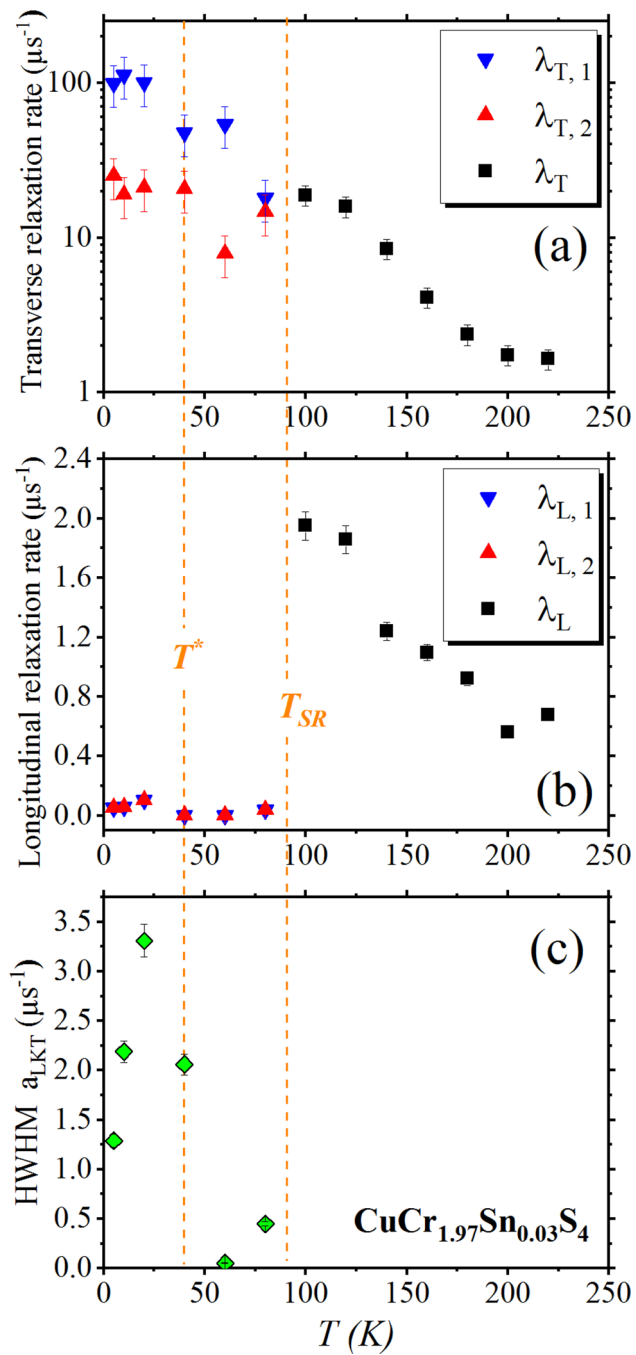 Transverse relaxation rate (μs⁻¹)
100
10
1
λT, 1
λT, 2
λT
(a)
0 50 100 150 200 250
Longitudinal relaxation rate (μs⁻¹)
2.4
2.0
1.6
1.2
0.8
0.4
0.0
λL, 1
λL, 2
λL
T*
TSR
(b)
0 50 100 150 200 250
HWHM aLKT (μs⁻¹)
3.5
3.0
2.5
2.0
1.5
1.0
0.5
0.0
(c)
CuCr1.97Sn0.03S4
0 50 100 150 200 250
T (K)